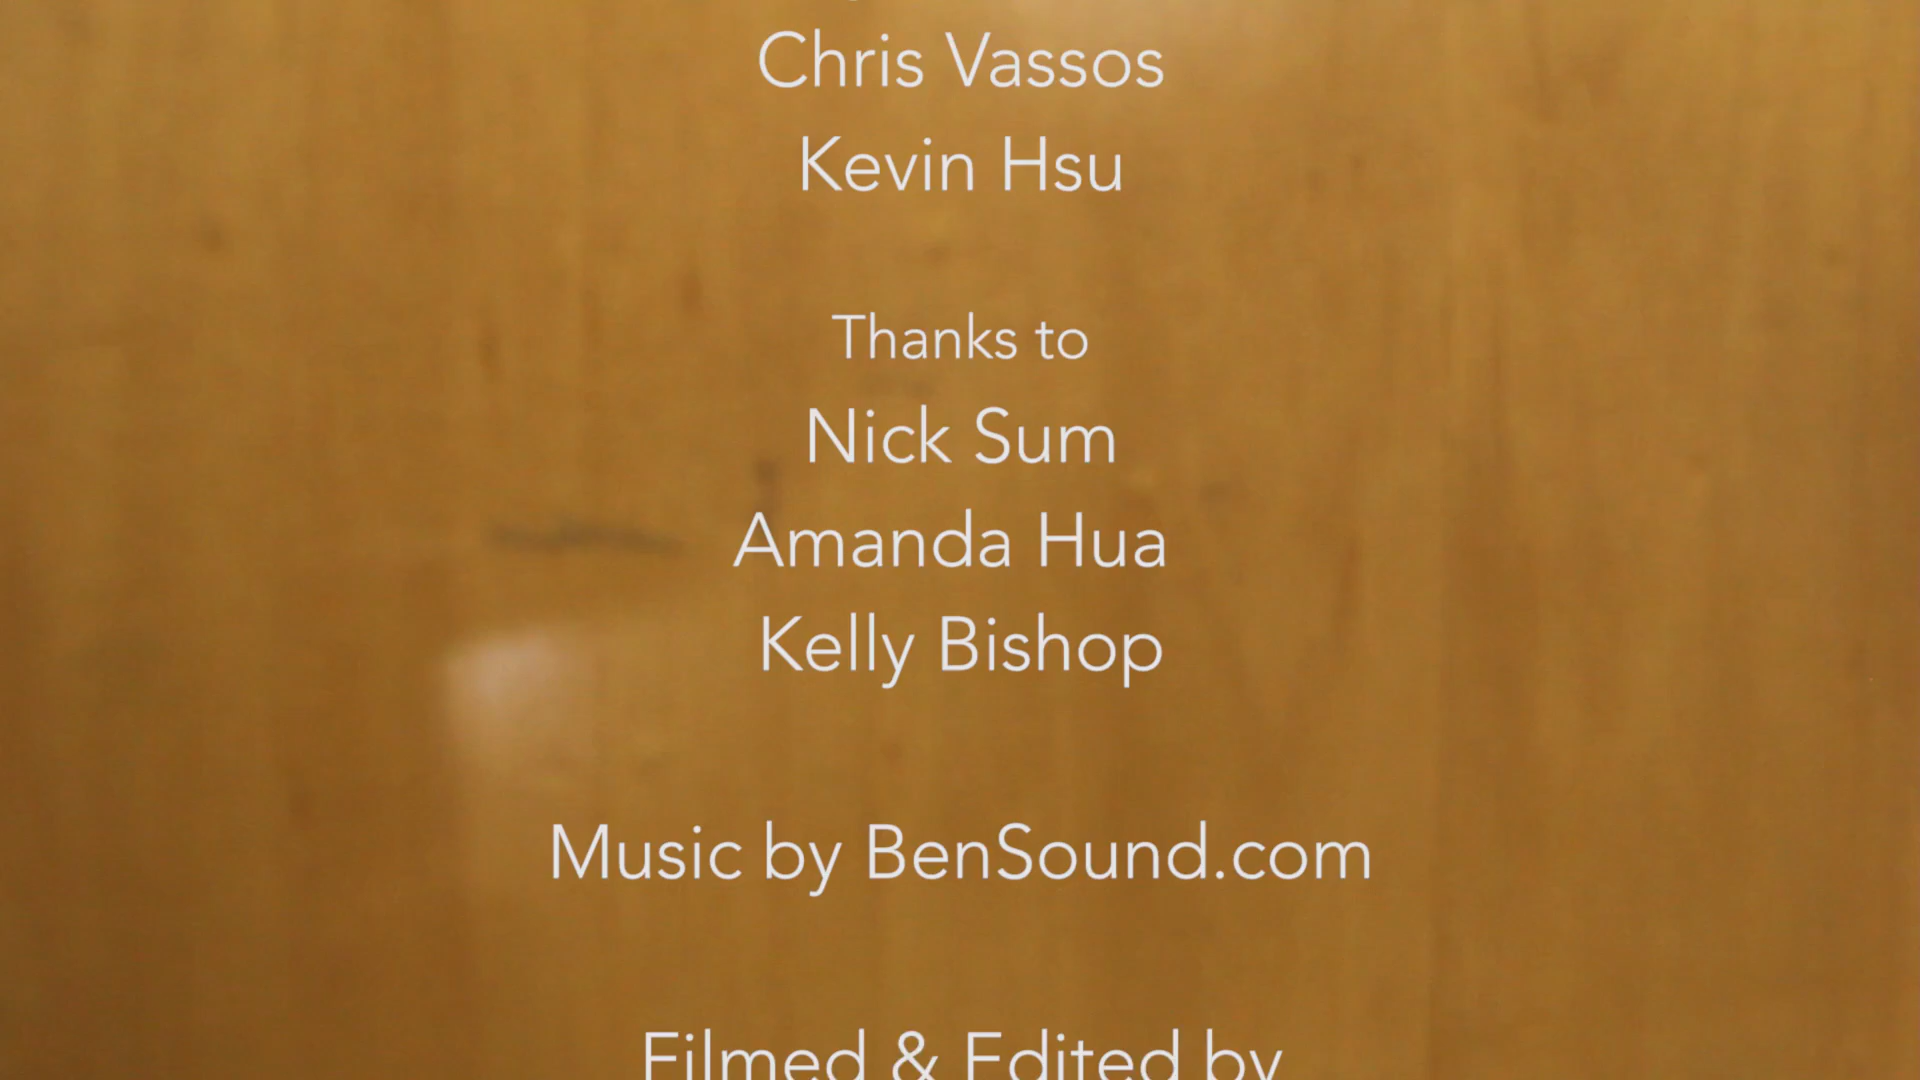 Chris Vassos
Kevin Hsu
Thanks to
Nick Sum
Amanda Hua
Kelly Bishop
Music by BenSound.com
Filmed & Edited by